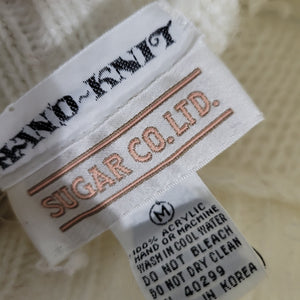 HAND-KNIT
SUGAR CO. LTD.
M
100% ACRYLIC
HAND OR MACHINE
WASH IN COOL WATER
DO NOT BLEACH
DO NOT DRY CLEAN
40299
IN KOREA